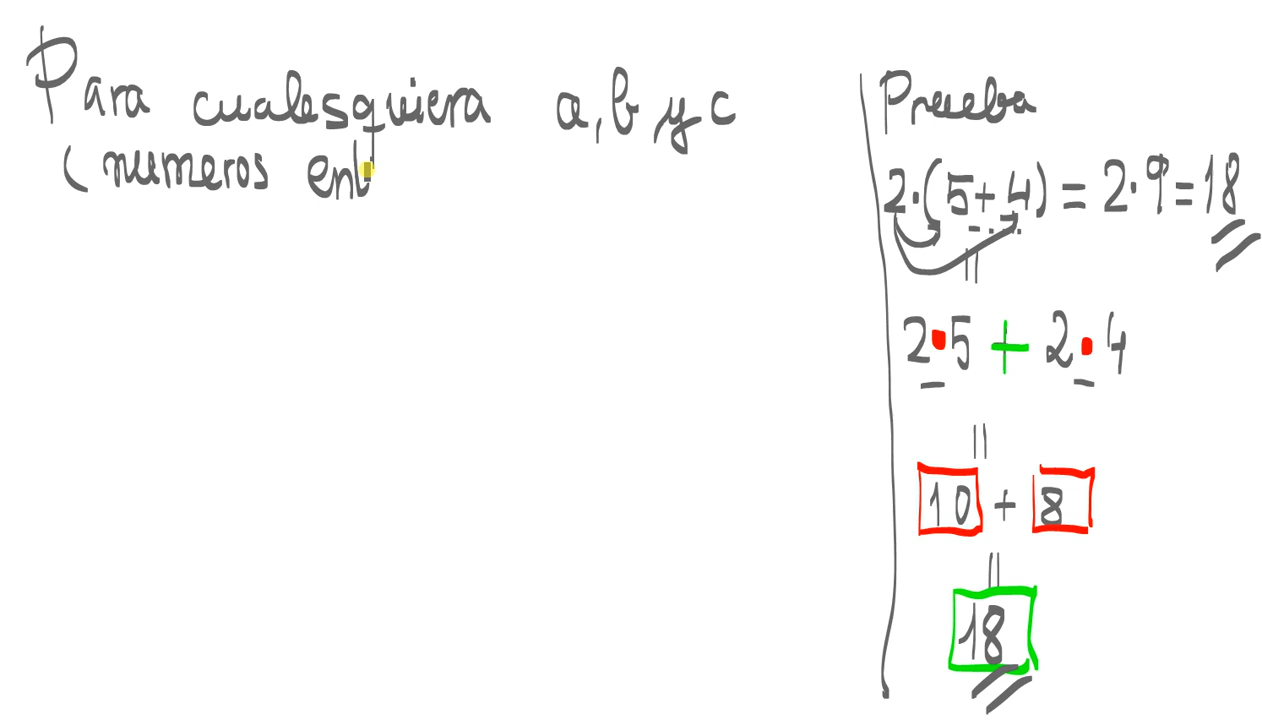 Para cualesquiera a, b y c
(numeros ent
Prueba
2·(5+4) = 2·9 = 18
||
2·5 + 2·4
||
10 + 8
||
18